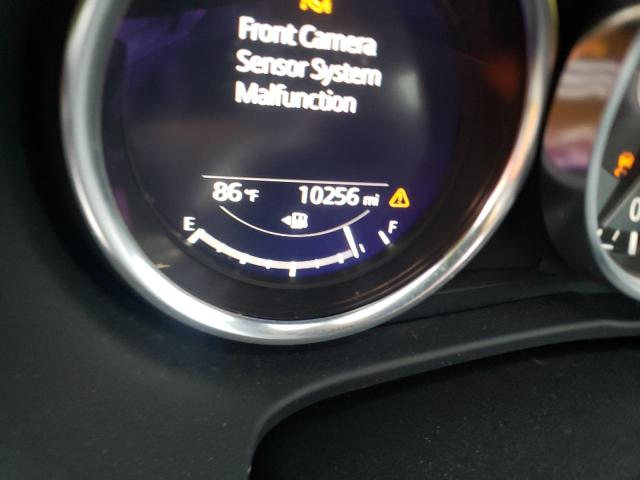 Front Camera
Sensor System
Malfunction
86°F 10256 mi
E F